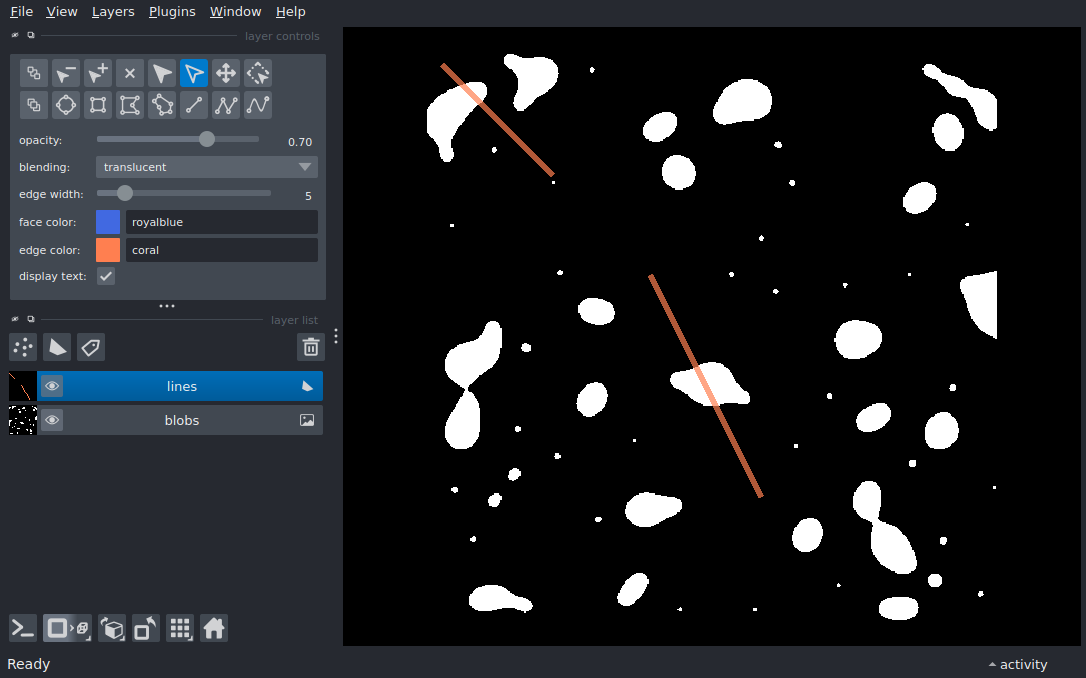 File View Layers Plugins Window Help
layer controls
opacity: 0.70
blending: translucent
edge width: 5
face color: royalblue
edge color: coral
display text:
layer list
lines
blobs
Ready activity